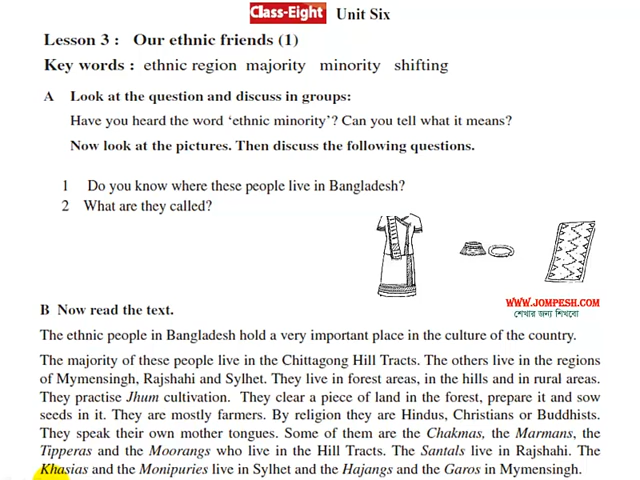 Class-Eight Unit Six
Lesson 3 : Our ethnic friends (1)
Key words : ethnic region majority minority shifting
A Look at the question and discuss in groups:
Have you heard the word ‘ethnic minority’? Can you tell what it means?
Now look at the pictures. Then discuss the following questions.
1 Do you know where these people live in Bangladesh?
2 What are they called?
WWW.JOMPESH.COM
শেখার জন্য শিখবো
B Now read the text.
The ethnic people in Bangladesh hold a very important place in the culture of the country.
The majority of these people live in the Chittagong Hill Tracts. The others live in the regions
of Mymensingh, Rajshahi and Sylhet. They live in forest areas, in the hills and in rural areas.
They practise Jhum cultivation. They clear a piece of land in the forest, prepare it and sow
seeds in it. They are mostly farmers. By religion they are Hindus, Christians or Buddhists.
They speak their own mother tongues. Some of them are the Chakmas, the Marmans, the
Tipperas and the Moorangs who live in the Hill Tracts. The Santals live in Rajshahi. The
Khasias and the Monipuries live in Sylhet and the Hajangs and the Garos in Mymensingh.